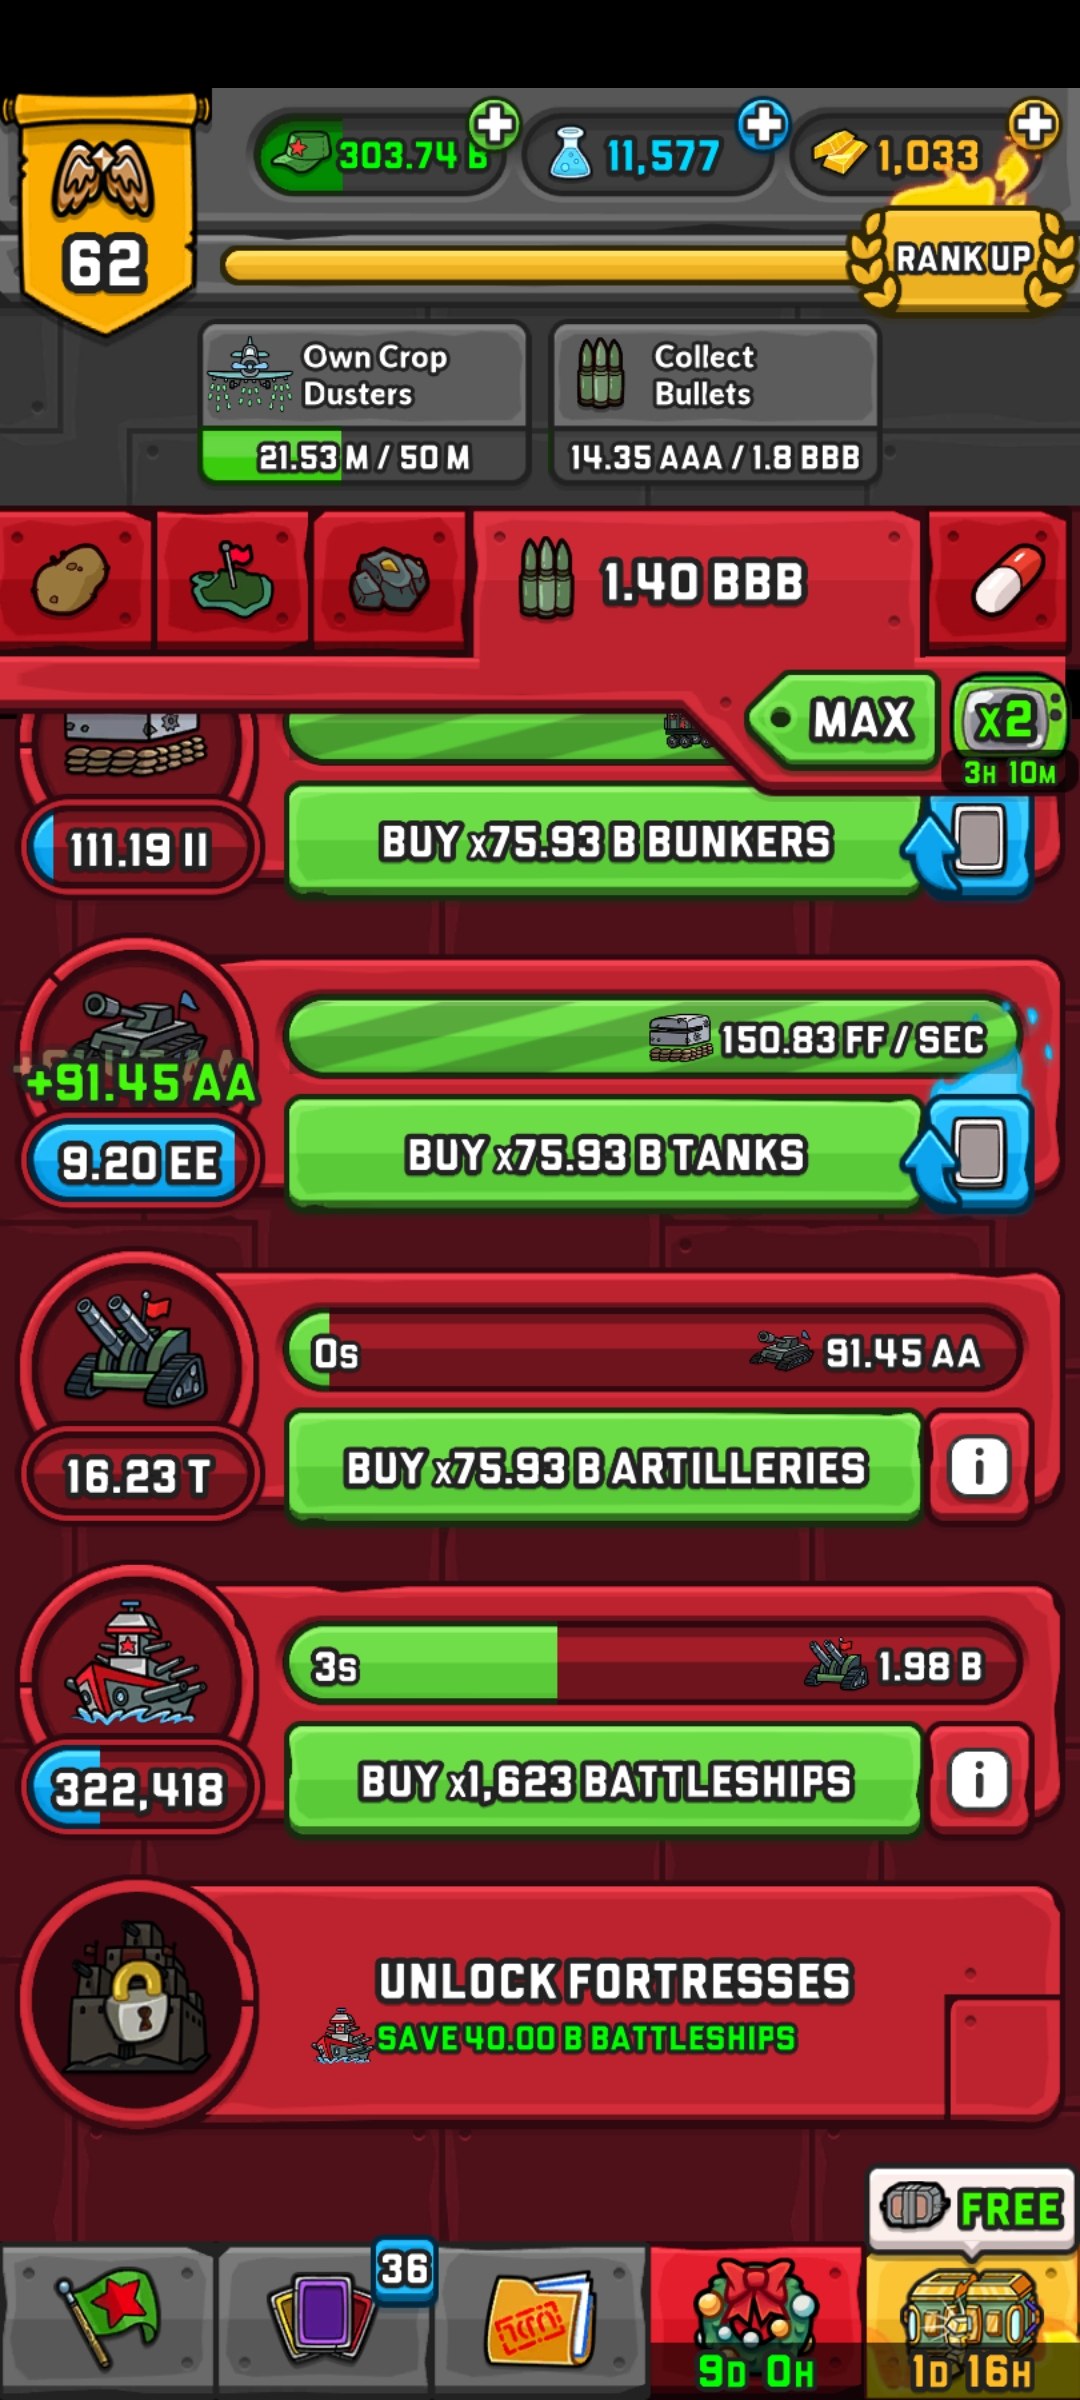 303.74 B
11,577
1,033
62
RANK UP
Own Crop
Dusters
21.53 M / 50 M
Collect
Bullets
14.35 AAA / 1.8 BBB
1.40 BBB
MAX
x2
3H 10M
111.19 II
BUY x75.93 B BUNKERS
150.83 FF / SEC
+91.45 AA
9.20 EE
BUY x75.93 B TANKS
0s
91.45 AA
16.23 T
BUY x75.93 B ARTILLERIES
i
3s
1.98 B
322,418
BUY x1,623 BATTLESHIPS
i
UNLOCK FORTRESSES
SAVE 40.00 B BATTLESHIPS
FREE
36
9D 0H
1D 16H